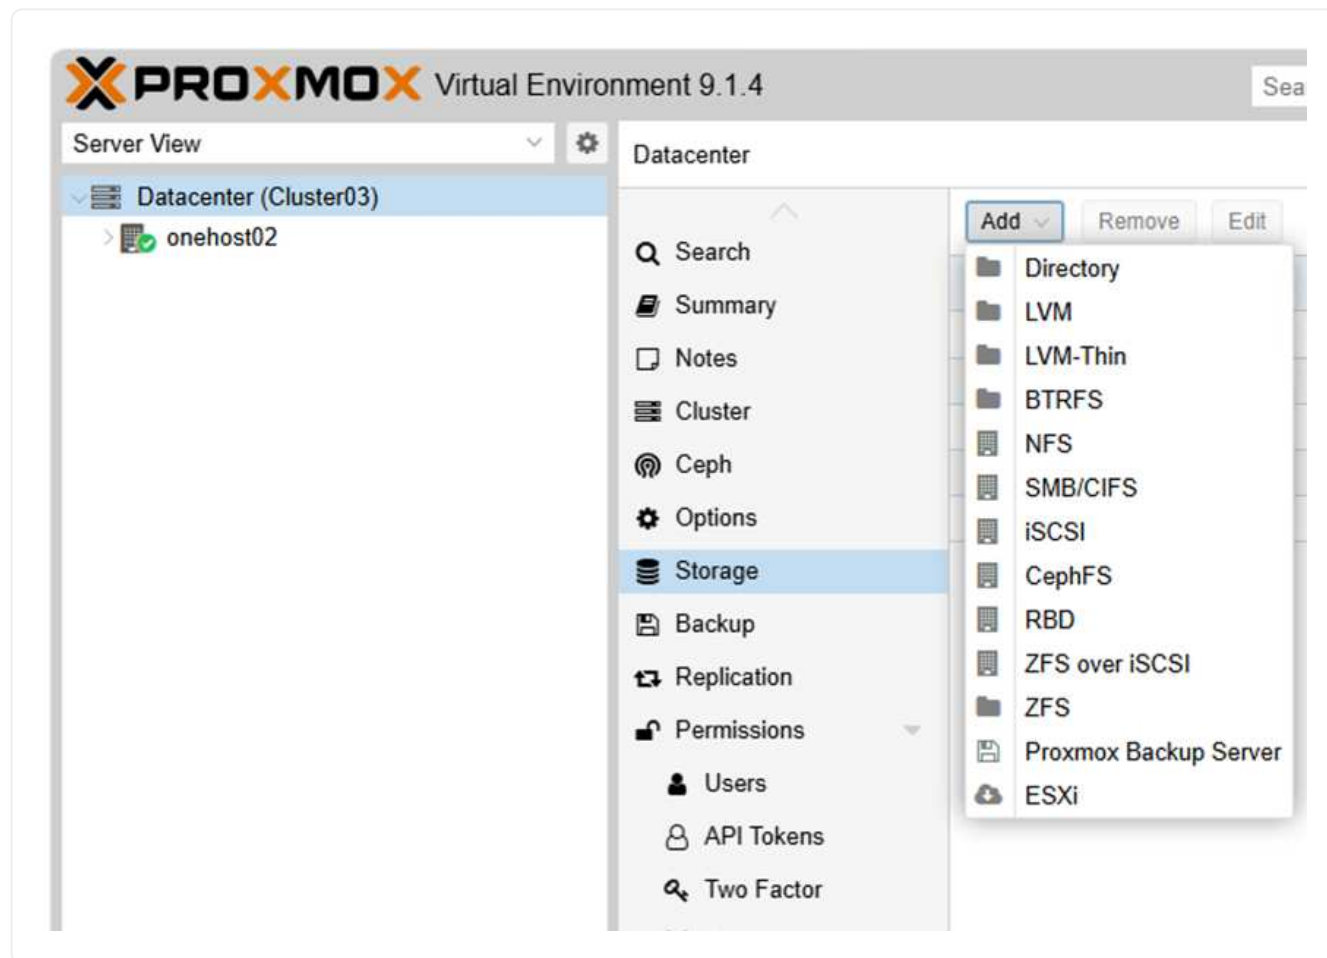 PROXMOX Virtual Environment 9.1.4
Sea
Server View
Datacenter
Datacenter (Cluster03)
onehost02
Search
Summary
Notes
Cluster
Ceph
Options
Storage
Backup
Replication
Permissions
Users
API Tokens
Two Factor
Add
Remove
Edit
Directory
LVM
LVM-Thin
BTRFS
NFS
SMB/CIFS
iSCSI
CephFS
RBD
ZFS over iSCSI
ZFS
Proxmox Backup Server
ESXi